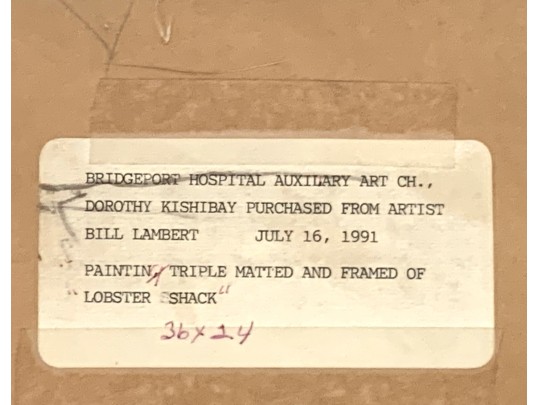 BRIDGEPORT HOSPITAL AUXILARY ART CH.,
DOROTHY KISHIBAY PURCHASED FROM ARTIST
BILL LAMBERT JULY 16, 1991
PAINTIN, TRIPLE MATTED AND FRAMED OF
"LOBSTER SHACK"
36x24